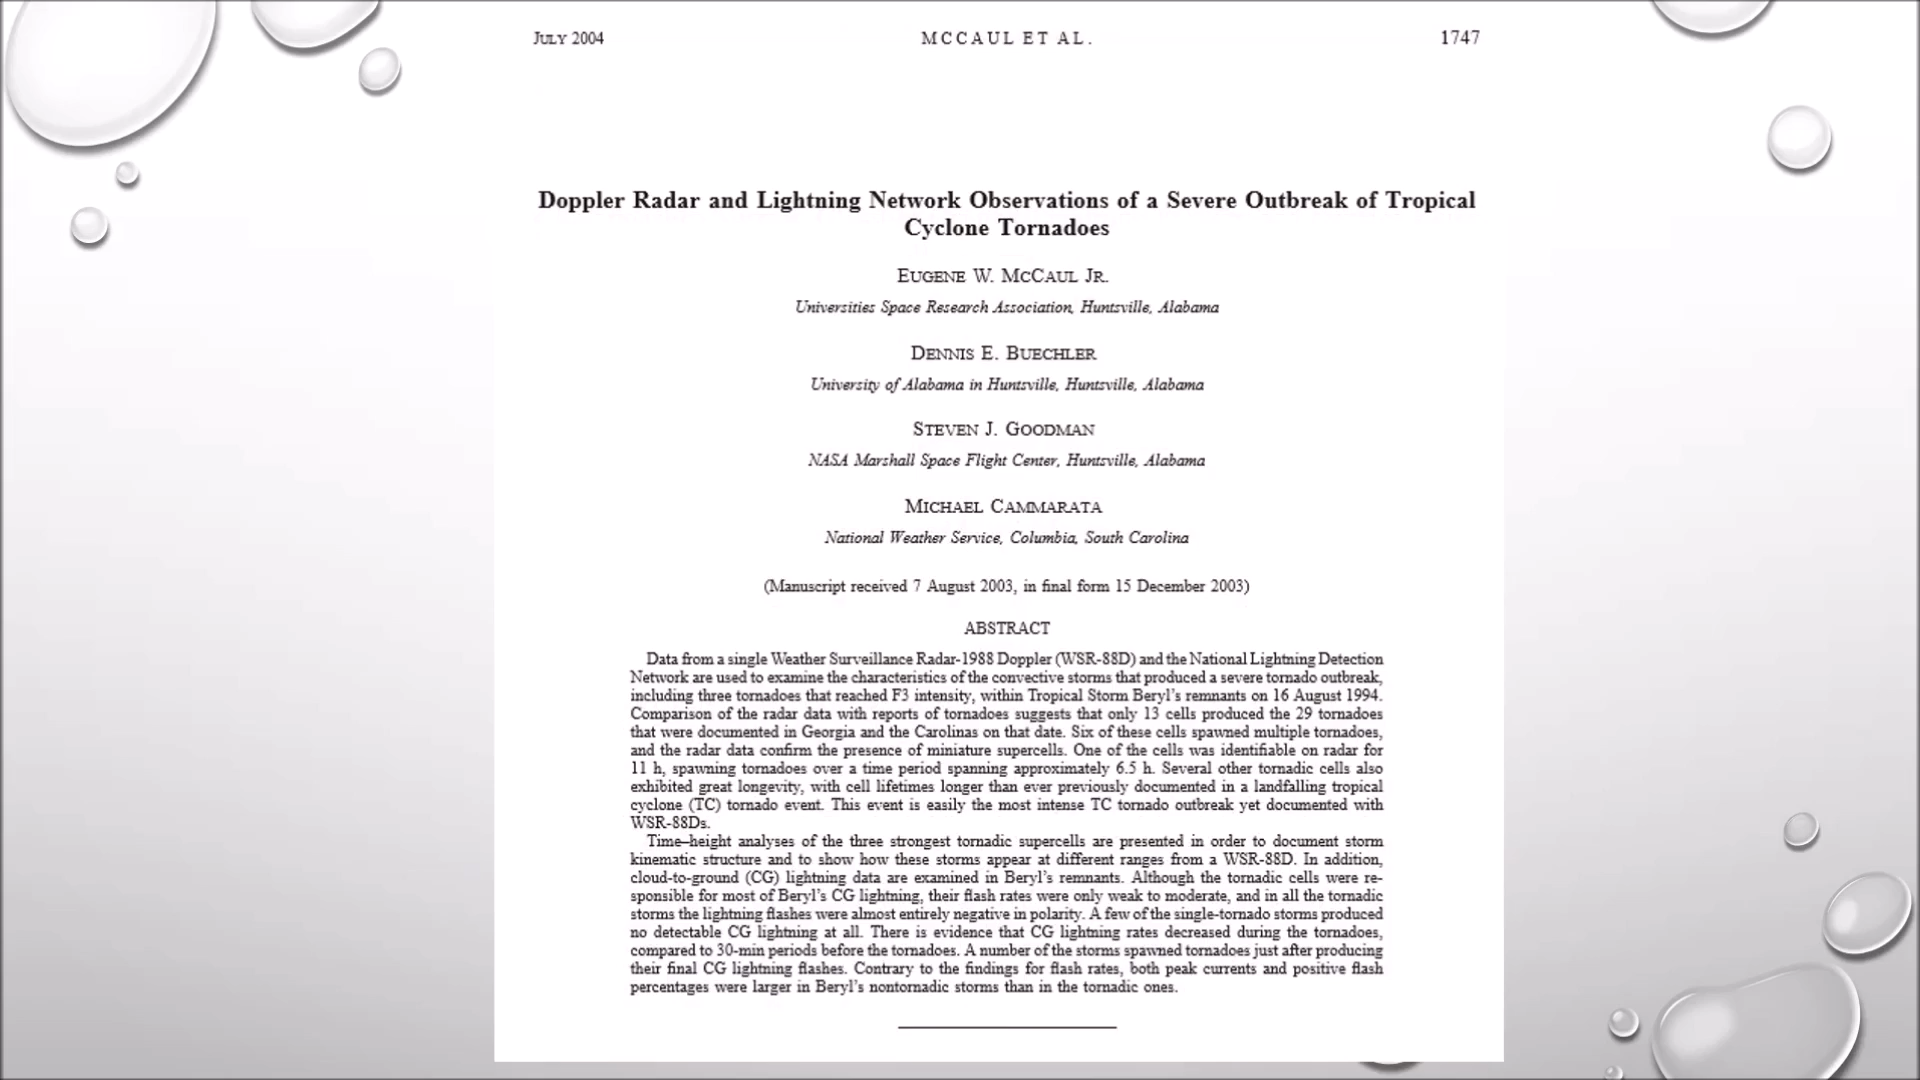 JULY 2004
MCCAUL ET AL.
1747
Doppler Radar and Lightning Network Observations of a Severe Outbreak of Tropical
Cyclone Tornadoes
EUGENE W. MCCAUL JR.
Universities Space Research Association, Huntsville, Alabama
DENNIS E. BUECHLER
University of Alabama in Huntsville, Huntsville, Alabama
STEVEN J. GOODMAN
NASA Marshall Space Flight Center, Huntsville, Alabama
MICHAEL CAMMARATA
National Weather Service, Columbia, South Carolina
(Manuscript received 7 August 2003, in final form 15 December 2003)
ABSTRACT
Data from a single Weather Surveillance Radar-1988 Doppler (WSR-88D) and the National Lightning Detection
Network are used to examine the characteristics of the convective storms that produced a severe tornado outbreak,
including three tornadoes that reached F3 intensity, within Tropical Storm Beryl's remnants on 16 August 1994.
Comparison of the radar data with reports of tornadoes suggests that only 13 cells produced the 29 tornadoes
that were documented in Georgia and the Carolinas on that date. Six of these cells spawned multiple tornadoes,
and the radar data confirm the presence of miniature supercells. One of the cells was identifiable on radar for
11 h, spawning tornadoes over a time period spanning approximately 6.5 h. Several other tornadic cells also
exhibited great longevity, with cell lifetimes longer than ever previously documented in a landfalling tropical
cyclone (TC) tornado event. This event is easily the most intense TC tornado outbreak yet documented with
WSR-88Ds.
Time–height analyses of the three strongest tornadic supercells are presented in order to document storm
kinematic structure and to show how these storms appear at different ranges from a WSR-88D. In addition,
cloud-to-ground (CG) lightning data are examined in Beryl's remnants. Although the tornadic cells were re-
sponsible for most of Beryl's CG lightning, their flash rates were only weak to moderate, and in all the tornadic
storms the lightning flashes were almost entirely negative in polarity. A few of the single-tornado storms produced
no detectable CG lightning at all. There is evidence that CG lightning rates decreased during the tornadoes,
compared to 30-min periods before the tornadoes. A number of the storms spawned tornadoes just after producing
their final CG lightning flashes. Contrary to the findings for flash rates, both peak currents and positive flash
percentages were larger in Beryl's nontornadic storms than in the tornadic ones.